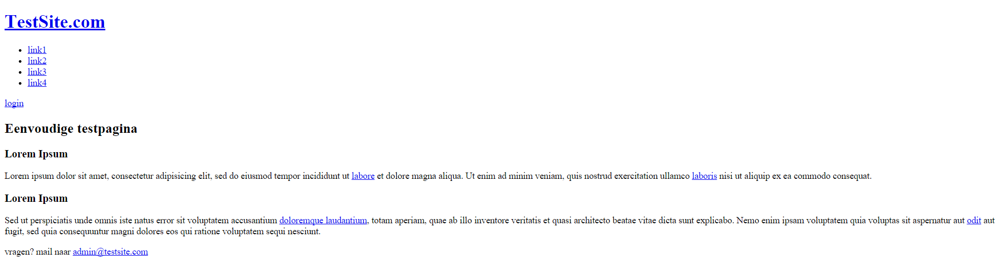 TestSite.com
link1
link2
link3
link4
login
Eenvoudige testpagina
Lorem Ipsum
Lorem ipsum dolor sit amet, consectetur adipisicing elit, sed do eiusmod tempor incididunt ut labore et dolore magna aliqua. Ut enim ad minim veniam, quis nostrud exercitation ullamco laboris nisi ut aliquip ex ea commodo consequat.
Lorem Ipsum
Sed ut perspiciatis unde omnis iste natus error sit voluptatem accusantium doloremque laudantium, totam aperiam, quae ab illo inventore veritatis et quasi architecto beatae vitae dicta sunt explicabo. Nemo enim ipsam voluptatem quia voluptas sit aspernatur aut odit aut
fugit, sed quia consequuntur magni dolores eos qui ratione voluptatem sequi nesciunt.
vragen? mail naar admin@testsite.com